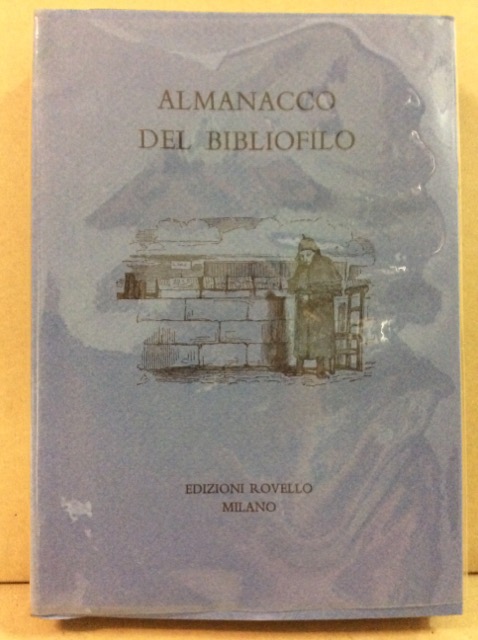 ALMANACCO
DEL BIBLIOFILO
EDIZIONI ROVELLO
MILANO